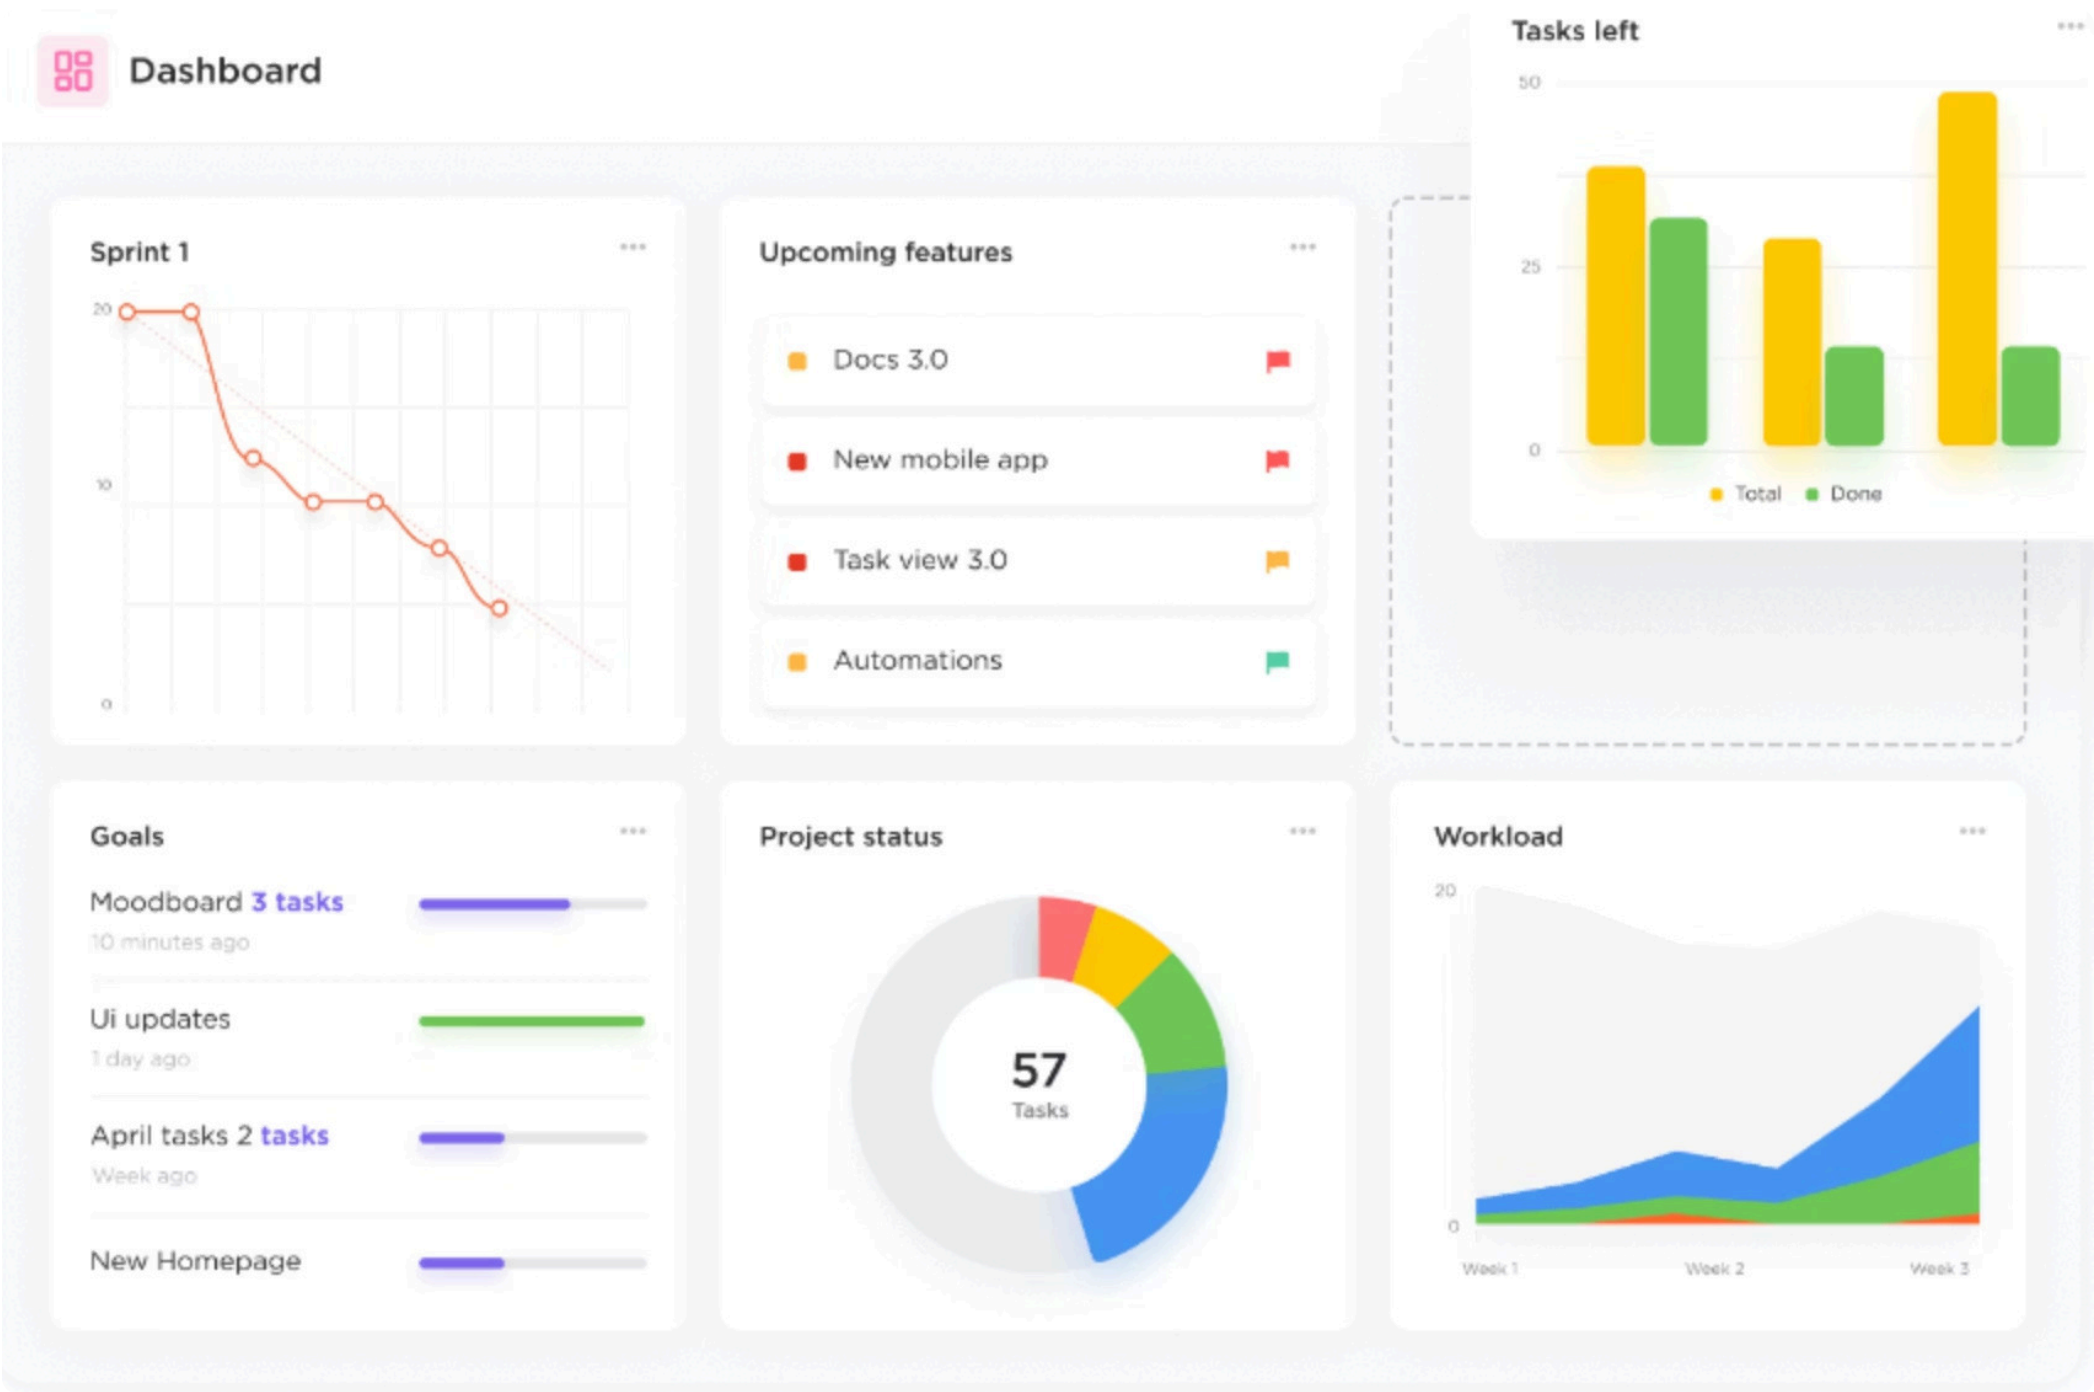 Dashboard
Tasks left
50
25
0
Total Done
Sprint 1
20
10
0
Upcoming features
Docs 3.0
New mobile app
Task view 3.0
Automations
Goals
Moodboard 3 tasks
10 minutes ago
Ui updates
1 day ago
April tasks 2 tasks
Week ago
New Homepage
Project status
57
Tasks
Workload
20
0
Week 1 Week 2 Week 3